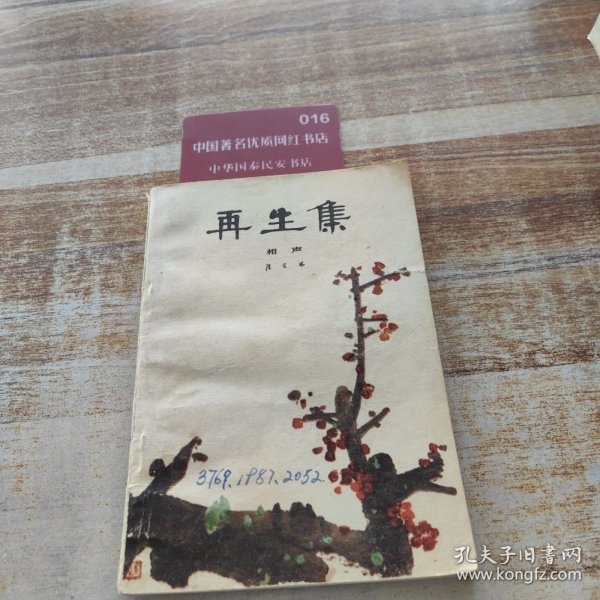 016
中国著名优质网红书店
中华国泰民安书店
再生集
相声
3769.1987.2052.
孔夫子旧书网
www.kongfz.com